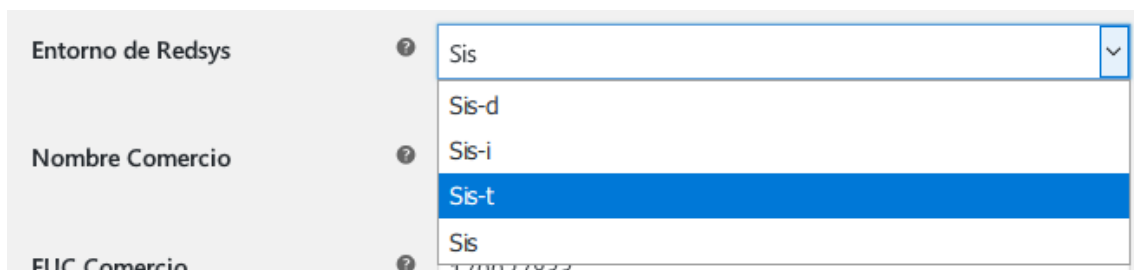 Entorno de Redsys
Sis
Sis-d
Sis-i
Nombre Comercio
Sis-t
Sis
FUC Comercio